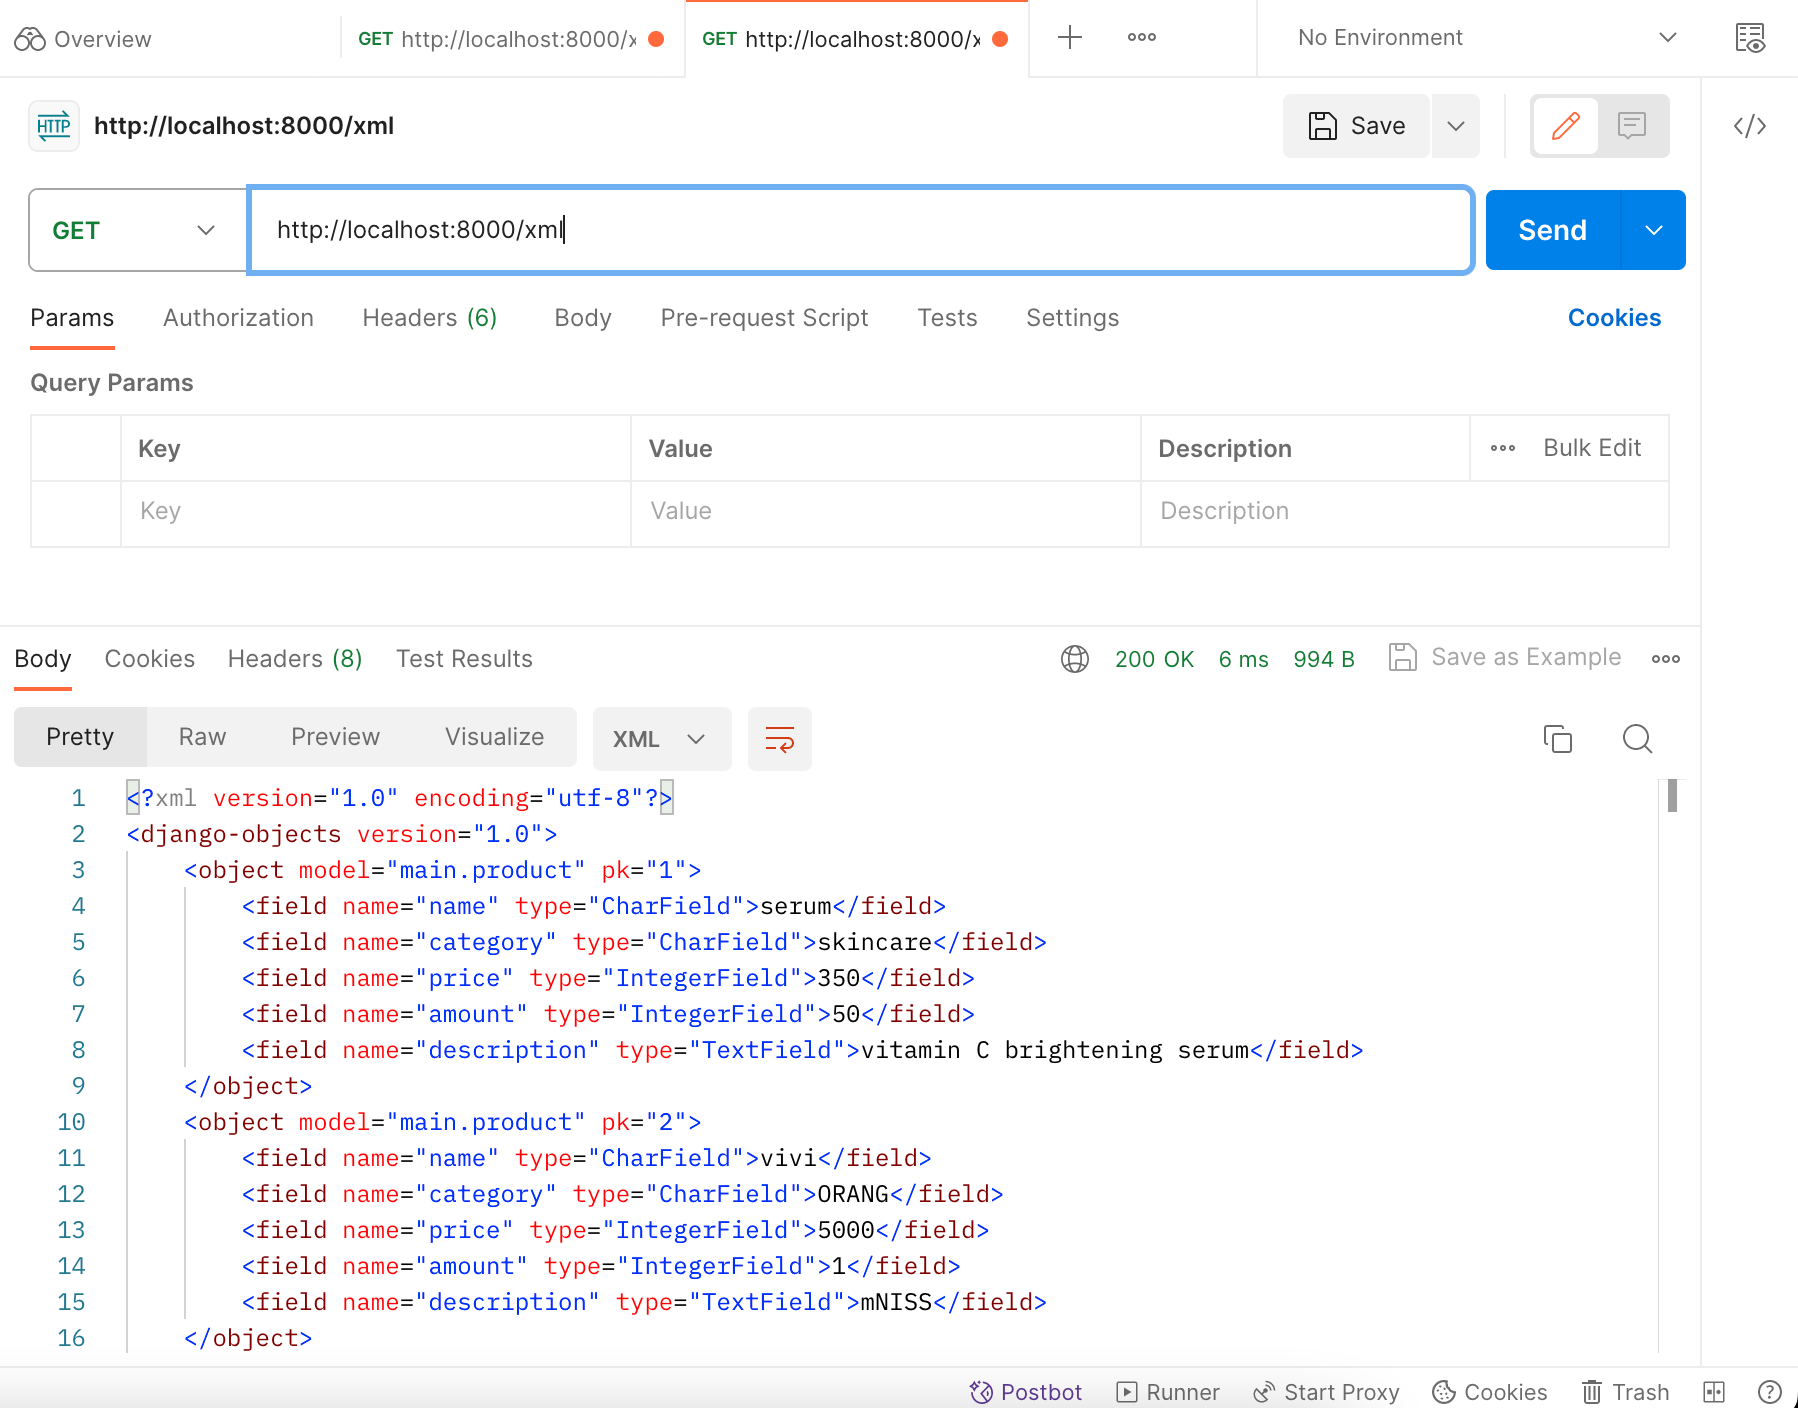 Overview GET http://localhost:8000/x GET http://localhost:8000/x No Environment
HTTP http://localhost:8000/xml Save </>
GET http://localhost:8000/xml Send
Params Authorization Headers (6) Body Pre-request Script Tests Settings Cookies
Query Params
Key Value Description Bulk Edit
Key Value Description
Body Cookies Headers (8) Test Results 200 OK 6 ms 994 B Save as Example
Pretty Raw Preview Visualize XML
1 <?xml version="1.0" encoding="utf-8"?>
2 <django-objects version="1.0">
3 <object model="main.product" pk="1">
4 <field name="name" type="CharField">serum</field>
5 <field name="category" type="CharField">skincare</field>
6 <field name="price" type="IntegerField">350</field>
7 <field name="amount" type="IntegerField">50</field>
8 <field name="description" type="TextField">vitamin C brightening serum</field>
9 </object>
10 <object model="main.product" pk="2">
11 <field name="name" type="CharField">vivi</field>
12 <field name="category" type="CharField">ORANG</field>
13 <field name="price" type="IntegerField">5000</field>
14 <field name="amount" type="IntegerField">1</field>
15 <field name="description" type="TextField">mNISS</field>
16 </object>
Postbot Runner Start Proxy Cookies Trash